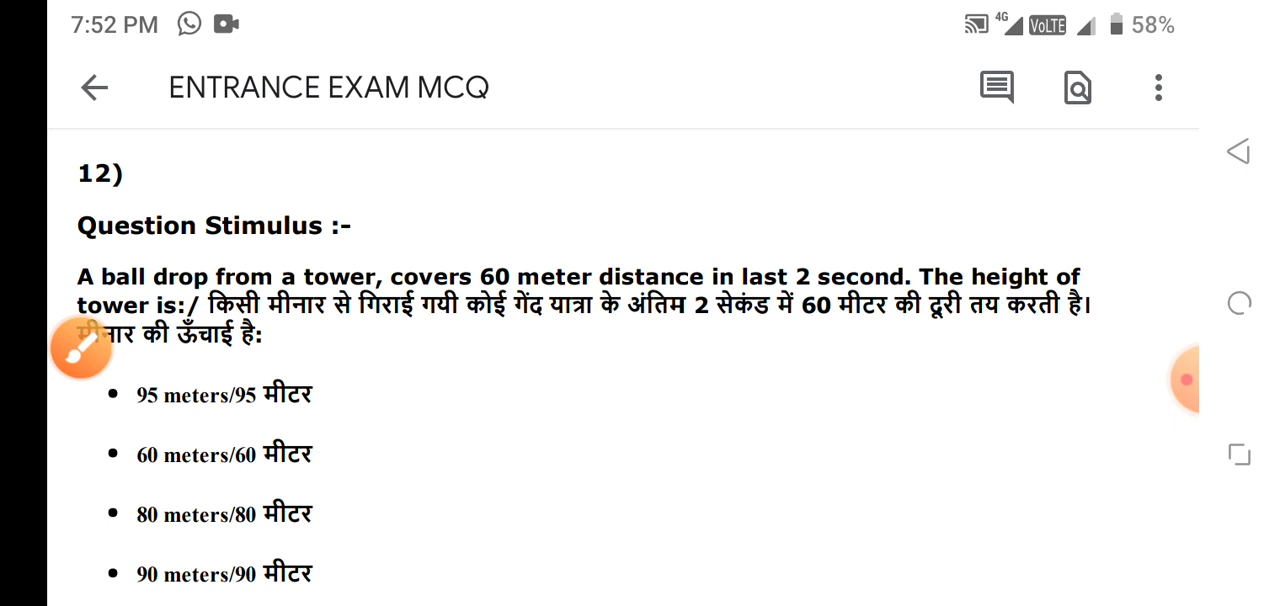 7:52 PM 4G VoLTE 58%
ENTRANCE EXAM MCQ
12)
Question Stimulus :-
A ball drop from a tower, covers 60 meter distance in last 2 second. The height of
tower is:/ किसी मीनार से गिराई गयी कोई गेंद यात्रा के अंतिम 2 सेकंड में 60 मीटर की दूरी तय करती है।
मीनार की ऊँचाई है:
95 meters/95 मीटर
60 meters/60 मीटर
80 meters/80 मीटर
90 meters/90 मीटर